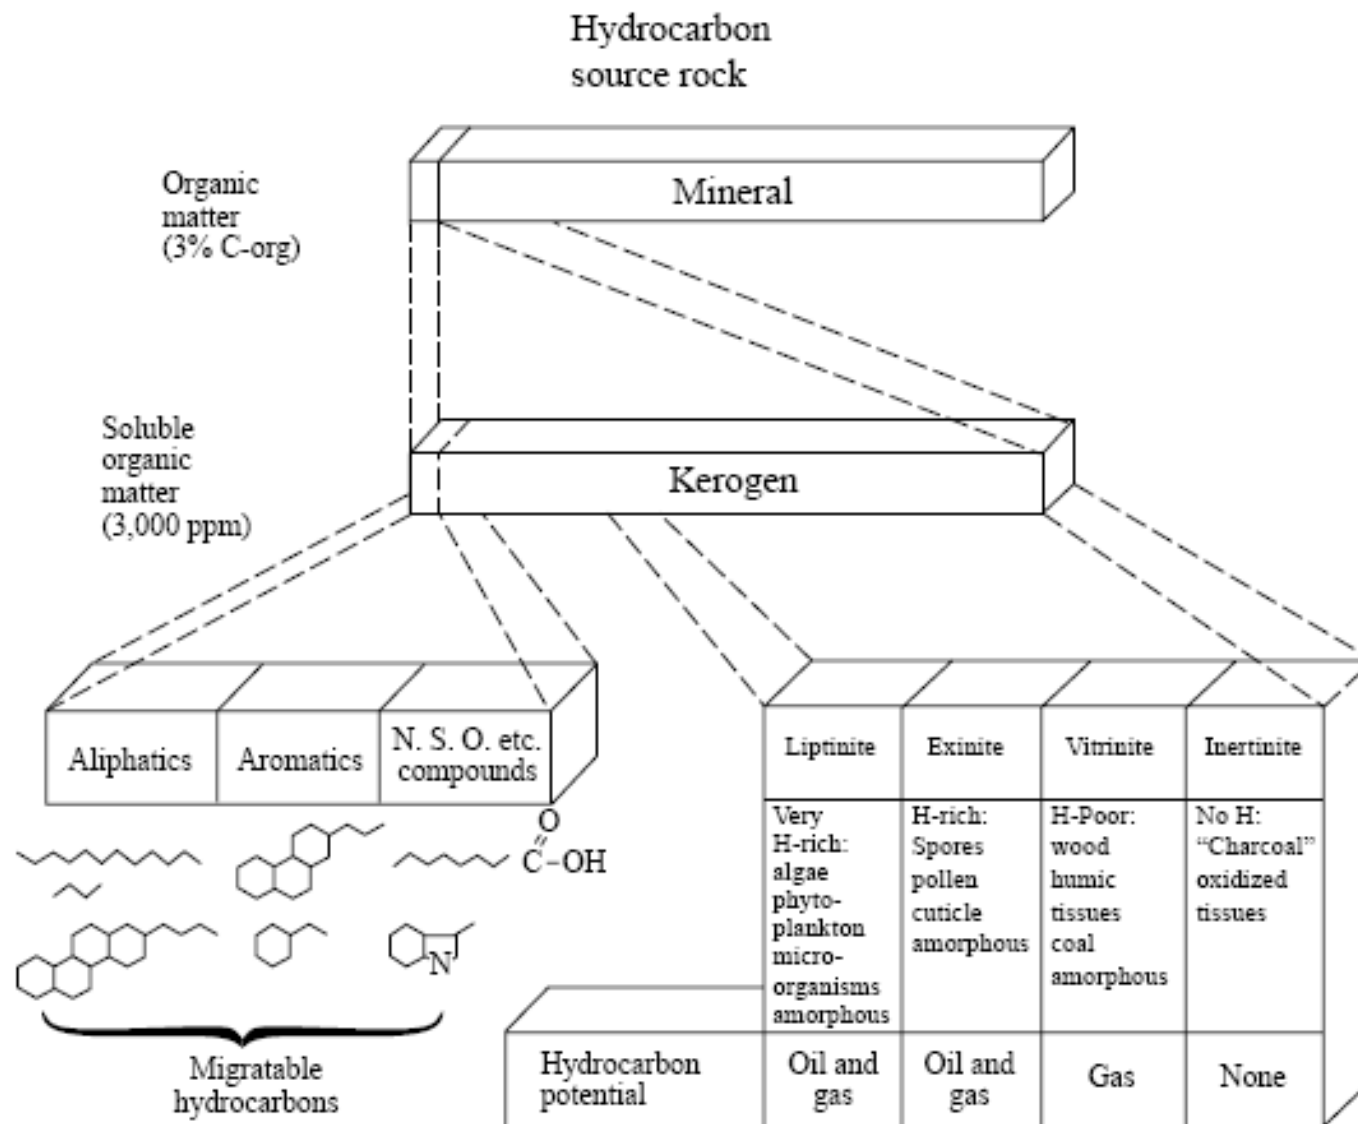 Hydrocarbon
source rock
Organic
matter
(3% C-org)
Mineral
Soluble
organic
matter
(3,000 ppm)
Kerogen
Aliphatics
Aromatics
N. S. O. etc.
compounds
O
C–OH
N
Migratable
hydrocarbons
Liptinite
Exinite
Vitrinite
Inertinite
Very
H-rich:
algae
phyto-
plankton
micro-
organisms
amorphous
H-rich:
Spores
pollen
cuticle
amorphous
H-Poor:
wood
humic
tissues
coal
amorphous
No H:
“Charcoal”
oxidized
tissues
Hydrocarbon
potential
Oil and
gas
Oil and
gas
Gas
None